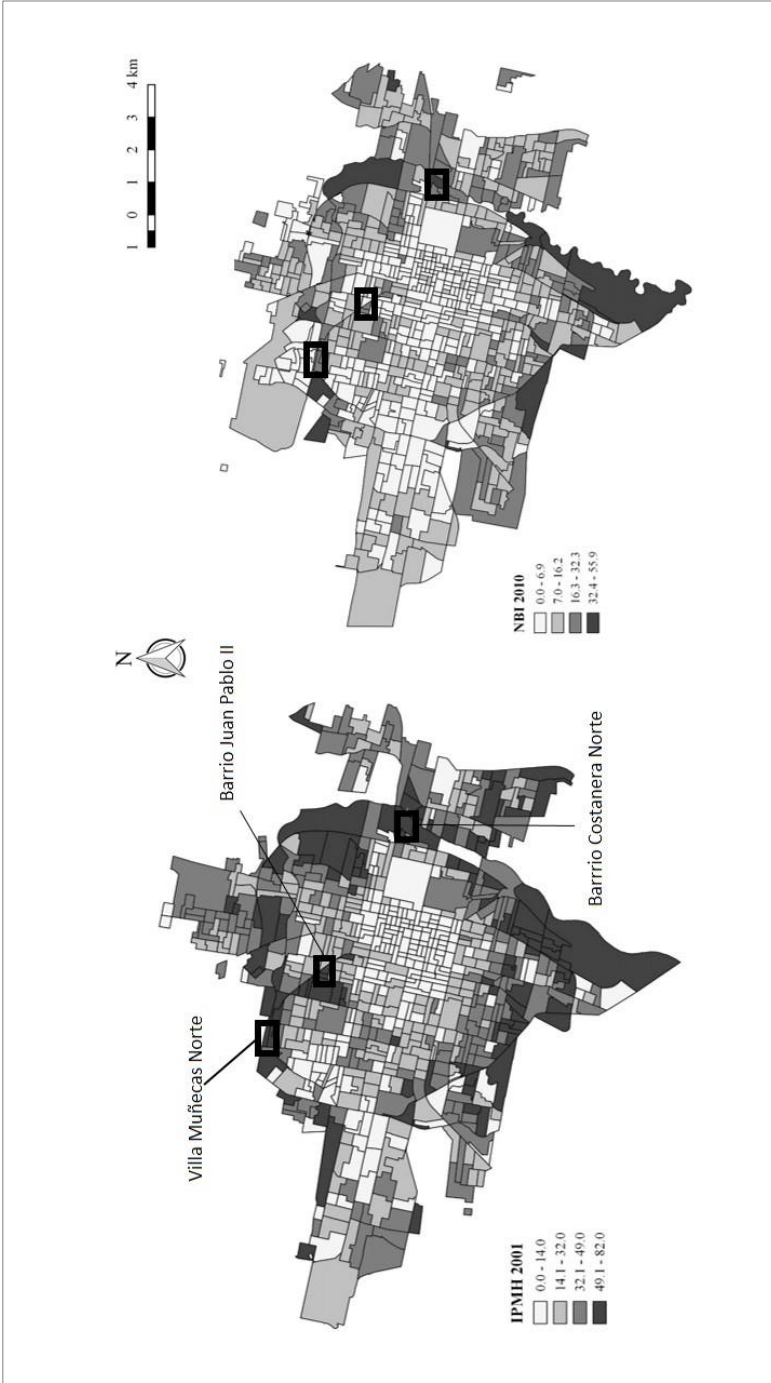 Villa Muñecas Norte
Barrio Juan Pablo II
Barrrio Costanera Norte
N
IPMH 2001
0.0 - 14.0
14.1 - 32.0
32.1 - 49.0
49.1 - 82.0
NBI 2010
0.0 - 6.9
7.0 - 16.2
16.3 - 32.3
32.4 - 55.9
1 0 1 2 3 4 km